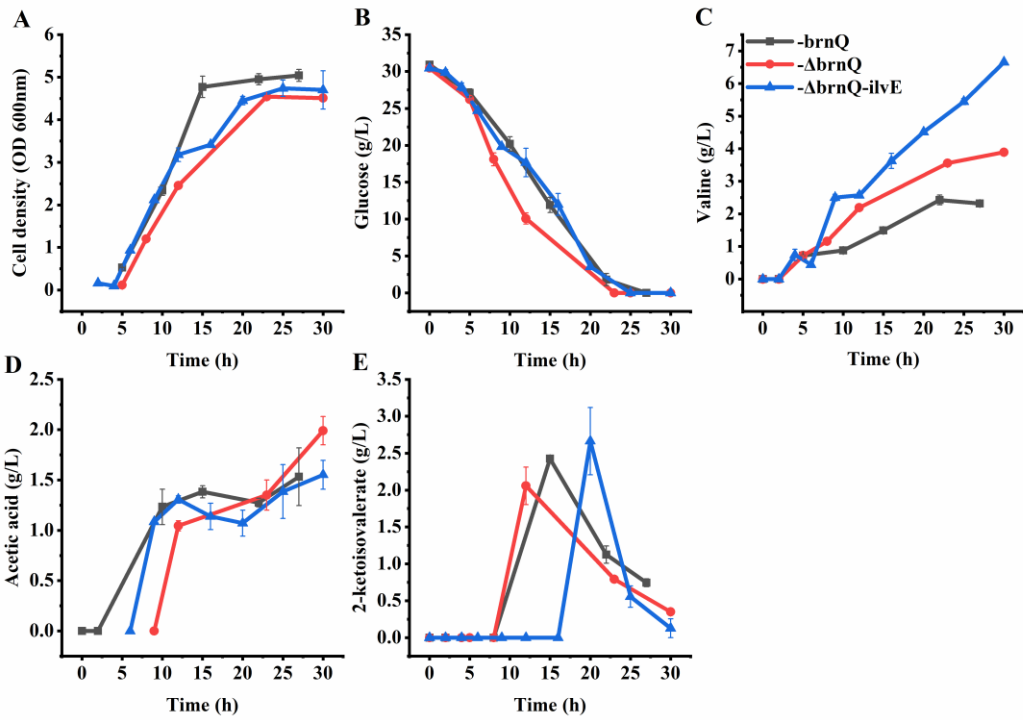 A
Cell density (OD 600nm)
6
5
4
3
2
1
0
0 5 10 15 20 25 30
Time (h)
B
Glucose (g/L)
35
30
25
20
15
10
5
0
0 5 10 15 20 25 30
Time (h)
C
Valine (g/L)
7
6
5
4
3
2
1
0
-brnQ
-ΔbrnQ
-ΔbrnQ-ilvE
0 5 10 15 20 25 30
Time (h)
D
Acetic acid (g/L)
2.5
2.0
1.5
1.0
0.5
0.0
0 5 10 15 20 25 30
Time (h)
E
2-ketoisovalerate (g/L)
3.5
3.0
2.5
2.0
1.5
1.0
0.5
0.0
0 5 10 15 20 25 30
Time (h)